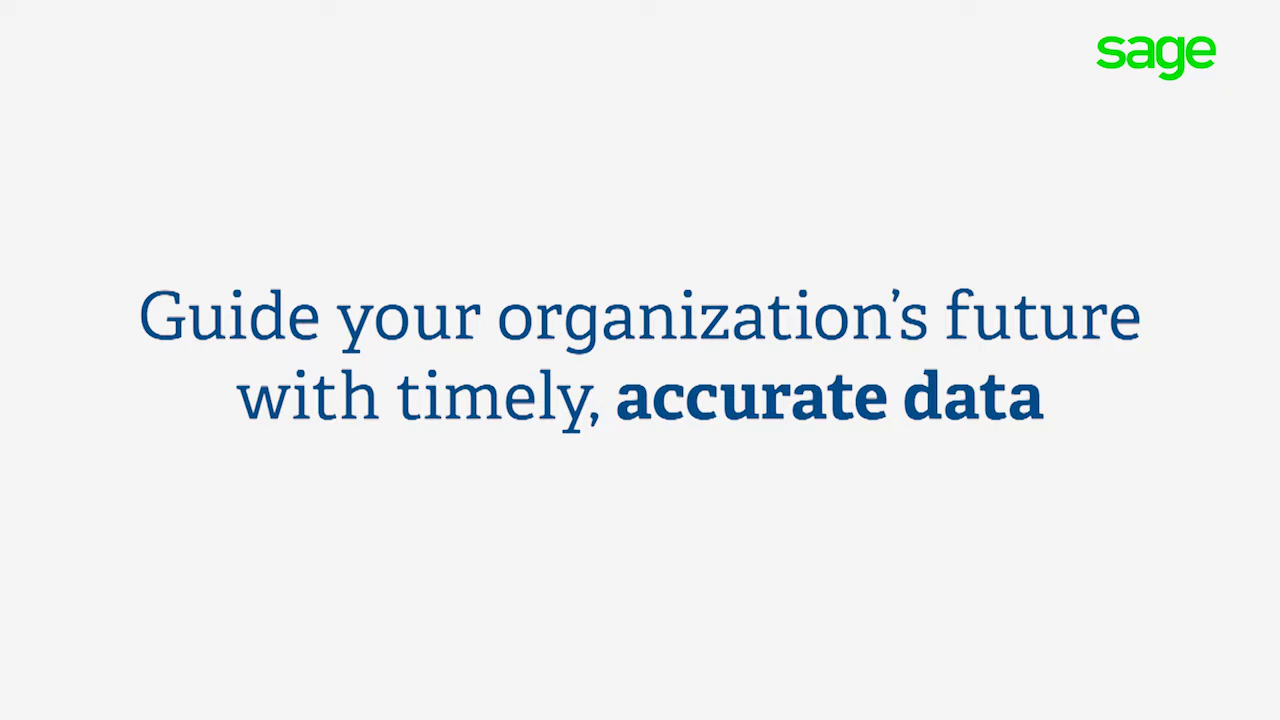 sage
Guide your organization’s future
with timely, accurate data